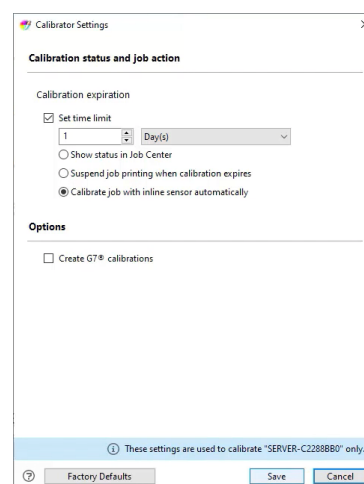 Calibrator Settings
Calibration status and job action
Calibration expiration
Set time limit
1 Day(s)
Show status in Job Center
Suspend job printing when calibration expires
Calibrate job with inline sensor automatically
Options
Create G7® calibrations
These settings are used to calibrate "SERVER-C2288BB0" only.
? Factory Defaults Save Cancel